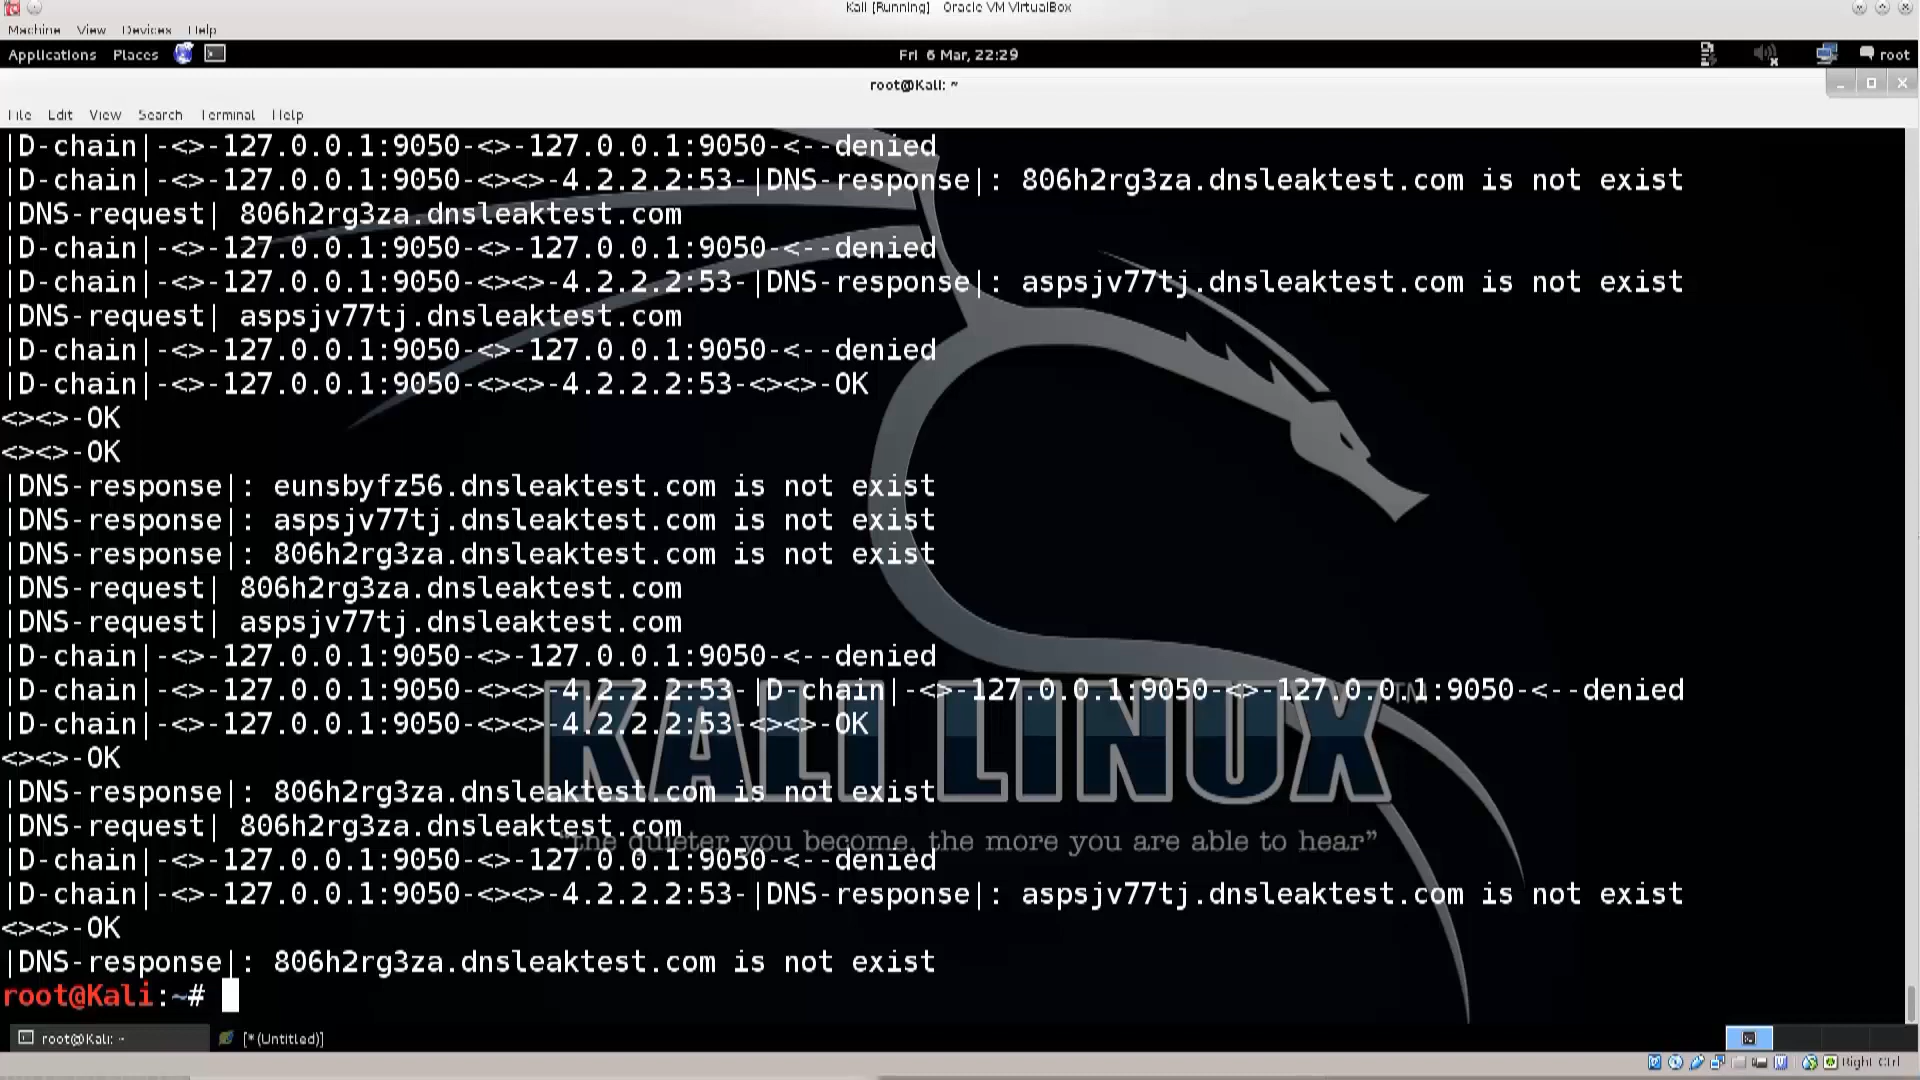 Kali [Running] - Oracle VM VirtualBox
Machine View Devices Help
Applications Places Fri 6 Mar, 22:29 root
root@Kali: ~
File Edit View Search Terminal Help
|D-chain|-<>-127.0.0.1:9050-<>-127.0.0.1:9050-<--denied
|D-chain|-<>-127.0.0.1:9050-<><>-4.2.2.2:53-|DNS-response|: 806h2rg3za.dnsleaktest.com is not exist
|DNS-request| 806h2rg3za.dnsleaktest.com
|D-chain|-<>-127.0.0.1:9050-<>-127.0.0.1:9050-<--denied
|D-chain|-<>-127.0.0.1:9050-<><>-4.2.2.2:53-|DNS-response|: aspsjv77tj.dnsleaktest.com is not exist
|DNS-request| aspsjv77tj.dnsleaktest.com
|D-chain|-<>-127.0.0.1:9050-<>-127.0.0.1:9050-<--denied
|D-chain|-<>-127.0.0.1:9050-<><>-4.2.2.2:53-<><>-OK
<><>-OK
<><>-OK
|DNS-response|: eunsbyfz56.dnsleaktest.com is not exist
|DNS-response|: aspsjv77tj.dnsleaktest.com is not exist
|DNS-response|: 806h2rg3za.dnsleaktest.com is not exist
|DNS-request| 806h2rg3za.dnsleaktest.com
|DNS-request| aspsjv77tj.dnsleaktest.com
|D-chain|-<>-127.0.0.1:9050-<>-127.0.0.1:9050-<--denied
|D-chain|-<>-127.0.0.1:9050-<><>-4.2.2.2:53-|D-chain|-<>-127.0.0.1:9050-<>-127.0.0.1:9050-<--denied
|D-chain|-<>-127.0.0.1:9050-<><>-4.2.2.2:53-<><>-OK
KALI LINUX TM
<><>-OK
|DNS-response|: 806h2rg3za.dnsleaktest.com is not exist
|DNS-request| 806h2rg3za.dnsleaktest.com
"the quieter you become, the more you are able to hear"
|D-chain|-<>-127.0.0.1:9050-<>-127.0.0.1:9050-<--denied
|D-chain|-<>-127.0.0.1:9050-<><>-4.2.2.2:53-|DNS-response|: aspsjv77tj.dnsleaktest.com is not exist
<><>-OK
|DNS-response|: 806h2rg3za.dnsleaktest.com is not exist
root@Kali:~#
root@Kali: ~ [*(Untitled)]
Right Ctrl